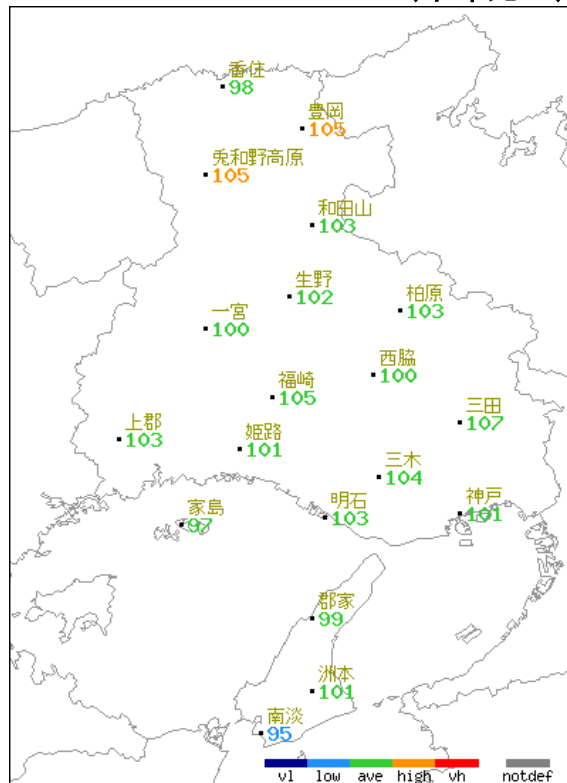 香住
98
豊岡
105
兎和野高原
105
和田山
103
生野
102
柏原
103
一宮
100
西脇
100
福崎
105
三田
107
上郡
103
姫路
101
三木
104
家島
97
明石
103
神戸
101
郡家
99
洲本
101
南淡
95
vl low ave high vh notdef